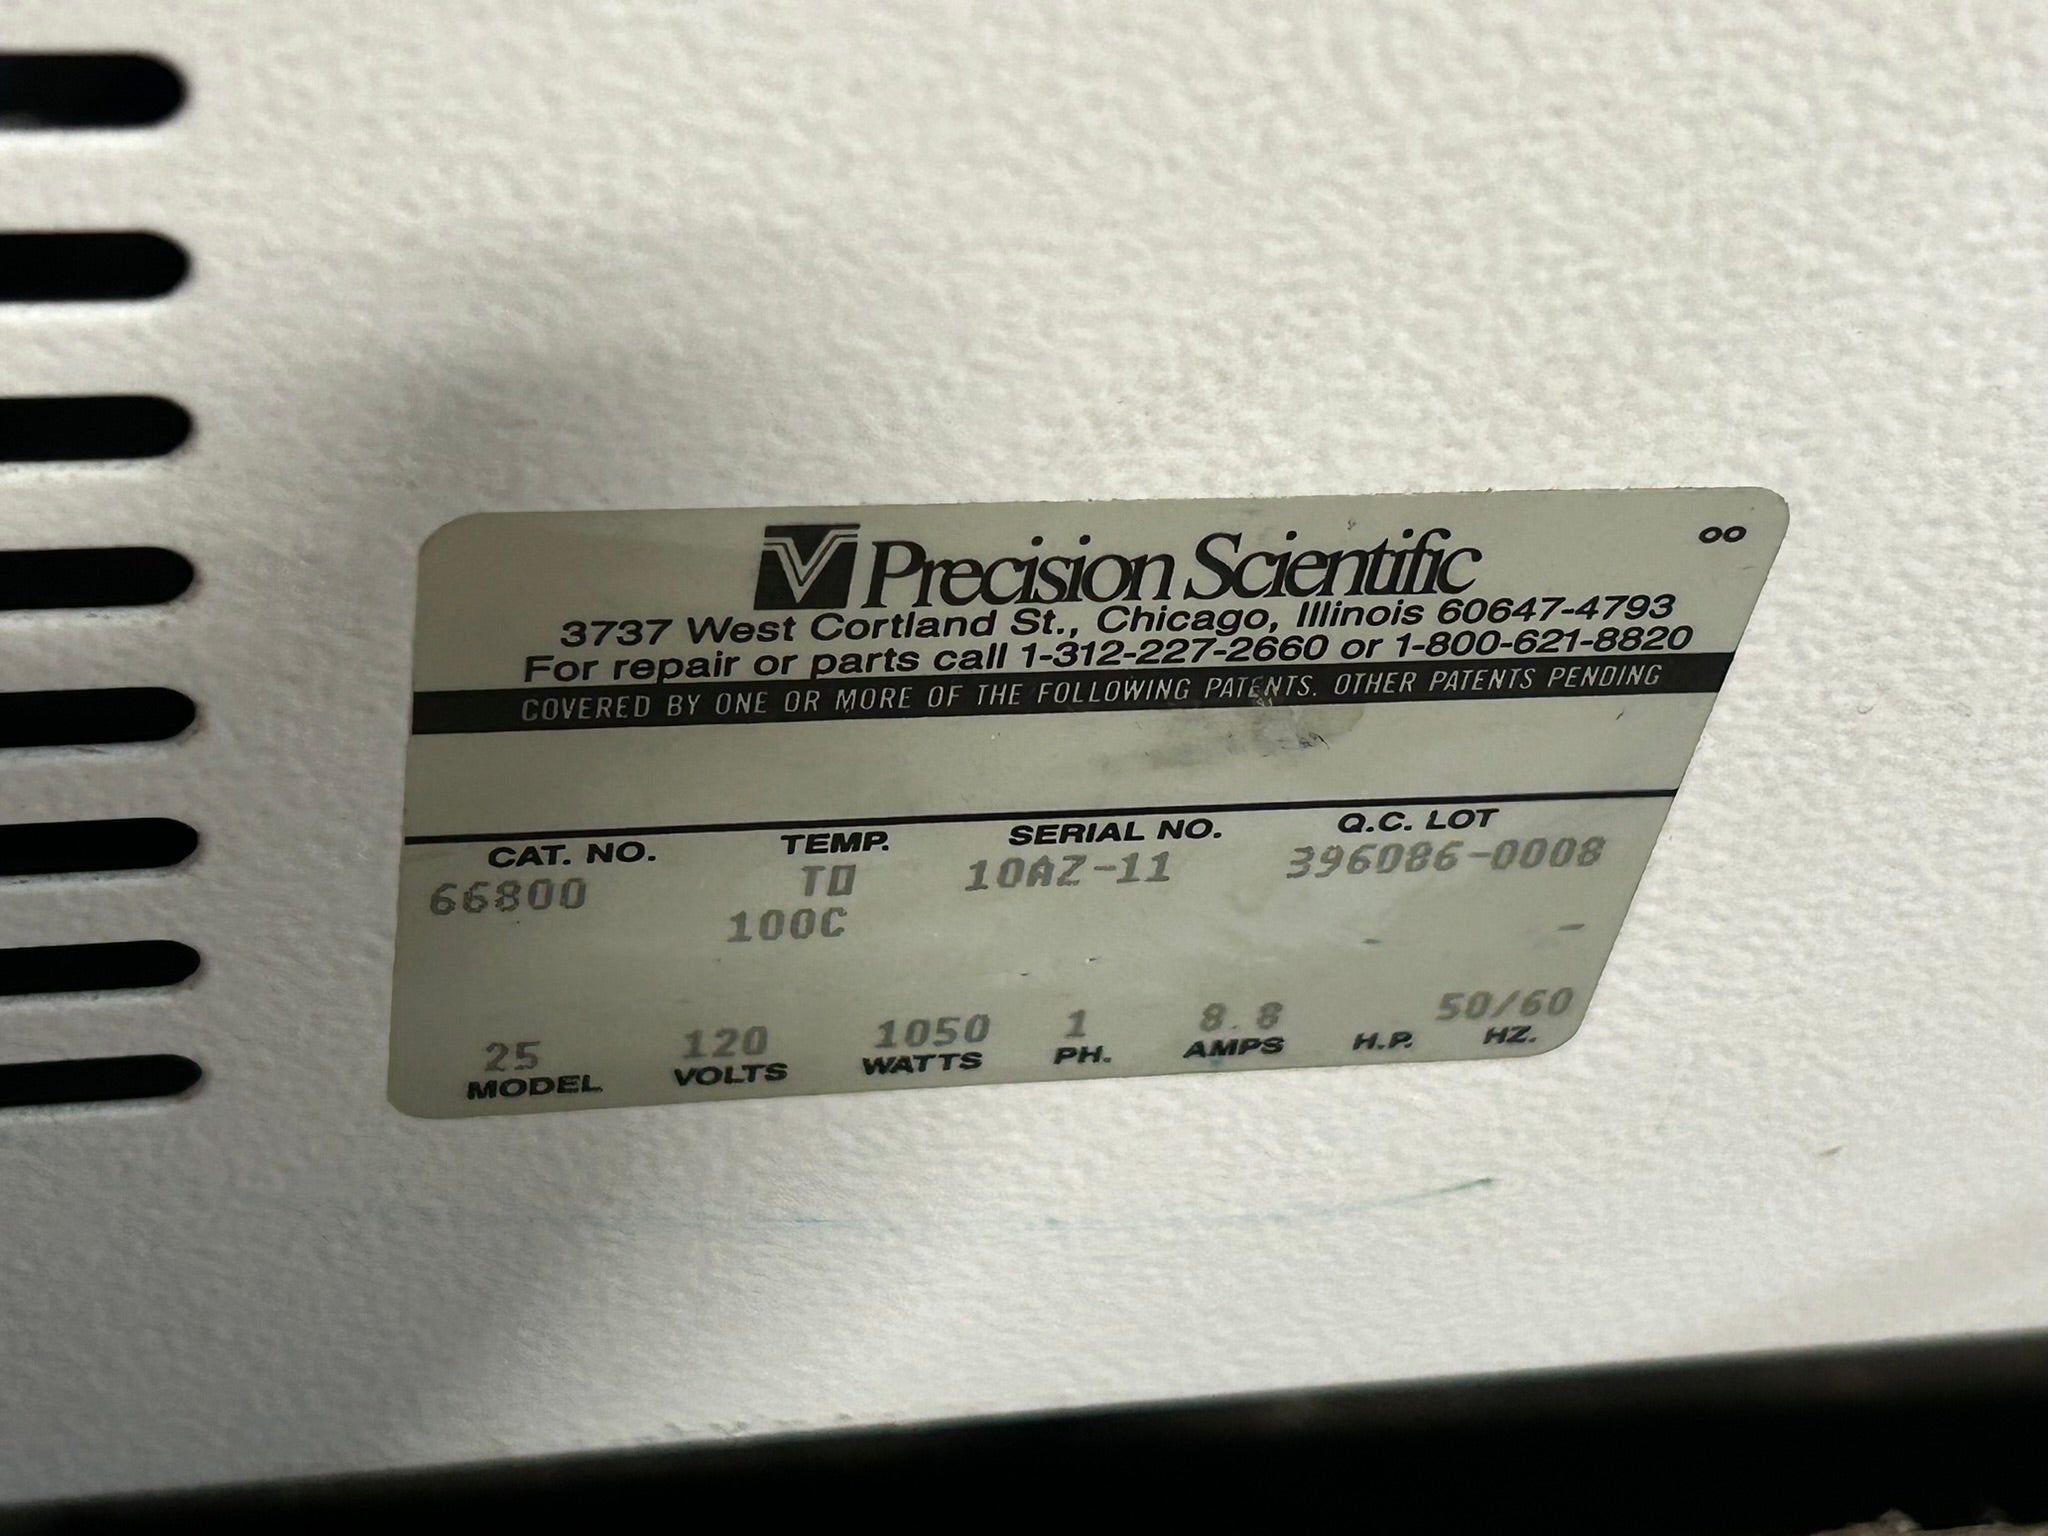 Precision Scientific
oo
3737 West Cortland St., Chicago, Illinois 60647-4793
For repair or parts call 1-312-227-2660 or 1-800-621-8820
COVERED BY ONE OR MORE OF THE FOLLOWING PATENTS. OTHER PATENTS PENDING
CAT. NO. TEMP. SERIAL NO. Q.C. LOT
66800 TO 10AZ-11 396086-0008
100C
- -
25 120 1050 1 8.8 50/60
MODEL VOLTS WATTS PH. AMPS H.P. HZ.